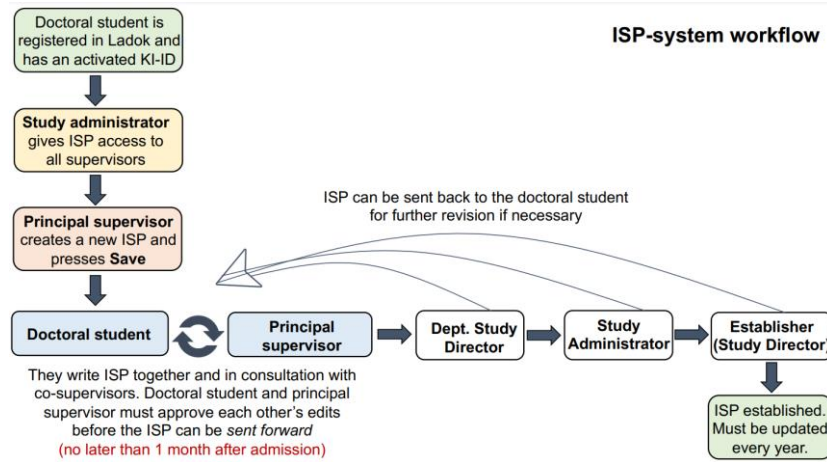 Doctoral student is
registered in Ladok and
has an activated KI-ID
ISP-system workflow
Study administrator
gives ISP access to
all supervisors
ISP can be sent back to the doctoral student
for further revision if necessary
Principal supervisor
creates a new ISP and
presses Save
Doctoral student
Principal
supervisor
Dept. Study
Director
Study
Administrator
Establisher
(Study Director)
They write ISP together and in consultation with
co-supervisors. Doctoral student and principal
supervisor must approve each other's edits
before the ISP can be sent forward
(no later than 1 month after admission)
ISP established.
Must be updated
every year.